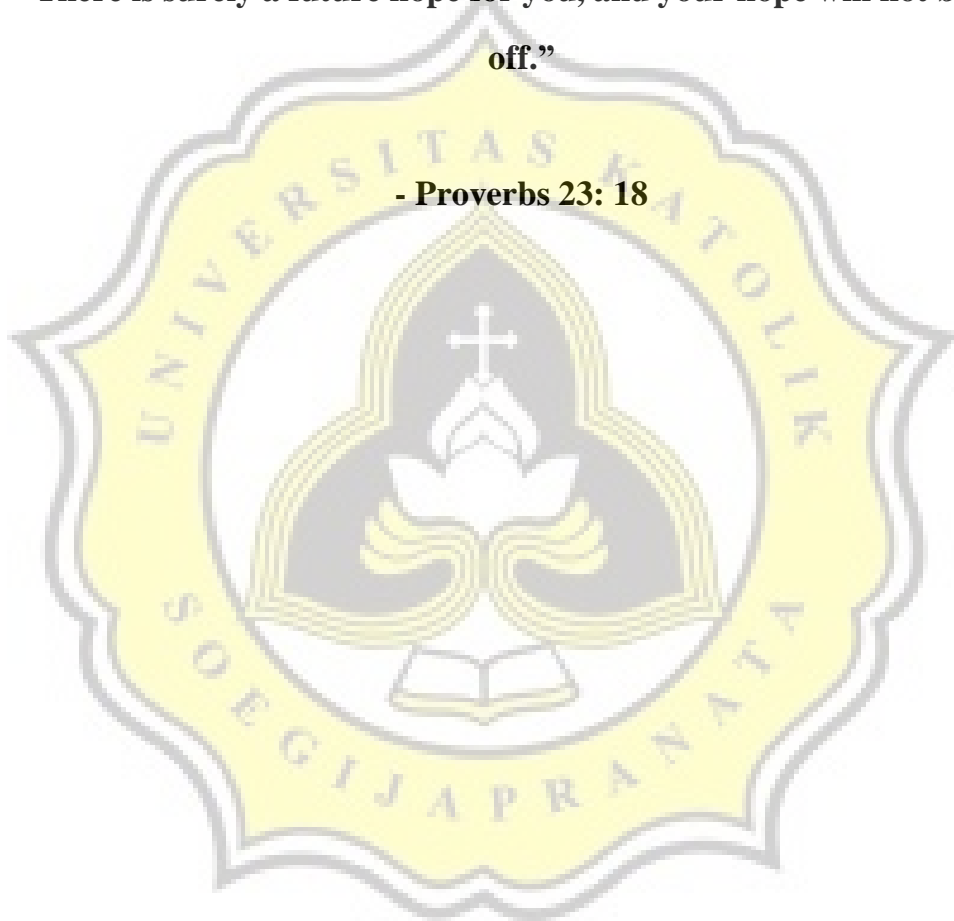 There is surely a future hope for you, and your hope will not
off.”
- Proverbs 23: 18
UNIVERSITAS KATOLIK
SOEGIJAPRANATA